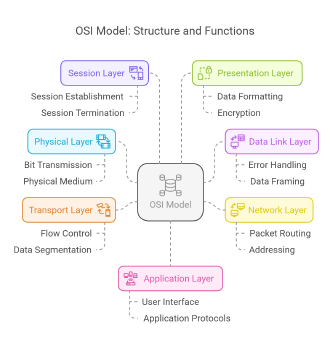 OSI Model: Structure and Functions
Session Layer
Session Establishment
Session Termination
Presentation Layer
Data Formatting
Encryption
Physical Layer
Bit Transmission
Physical Medium
Data Link Layer
Error Handling
Data Framing
OSI Model
Transport Layer
Flow Control
Data Segmentation
Network Layer
Packet Routing
Addressing
Application Layer
User Interface
Application Protocols